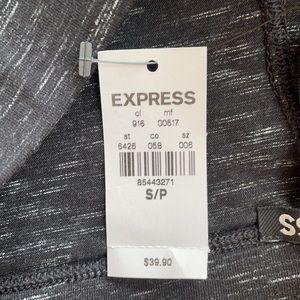 EXPRESS
cl mf
916 00517
st co sz
6426 058 006
85443271
S/P
$39.90